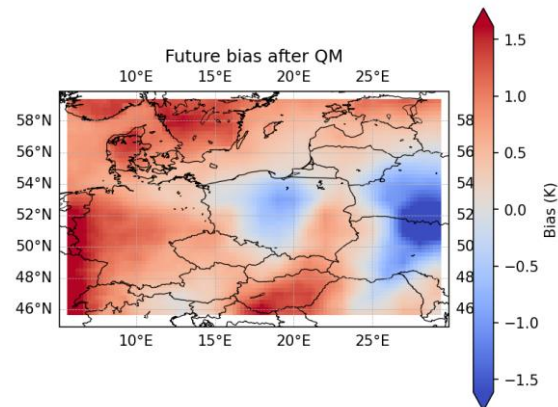 Future bias after QM
10°E 15°E 20°E 25°E
58°N 58
56°N 56
54°N 54
52°N 52
50°N 50
48°N 48
46°N 46
10°E 15°E 20°E 25°E
1.5
1.0
0.5
0.0
−0.5
−1.0
−1.5
Bias (K)